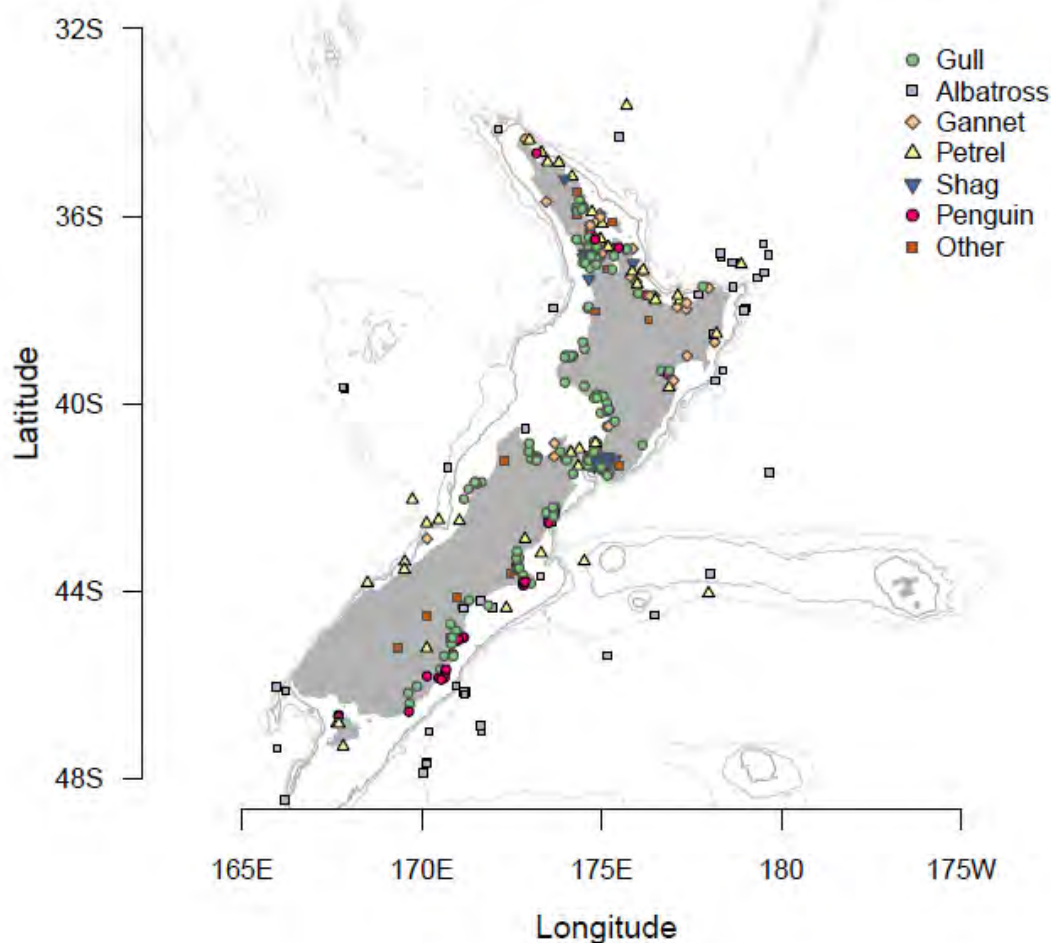 32S
36S
40S
44S
48S
Latitude
Gull
Albatross
Gannet
Petrel
Shag
Penguin
Other
165E
170E
175E
180
175W
Longitude